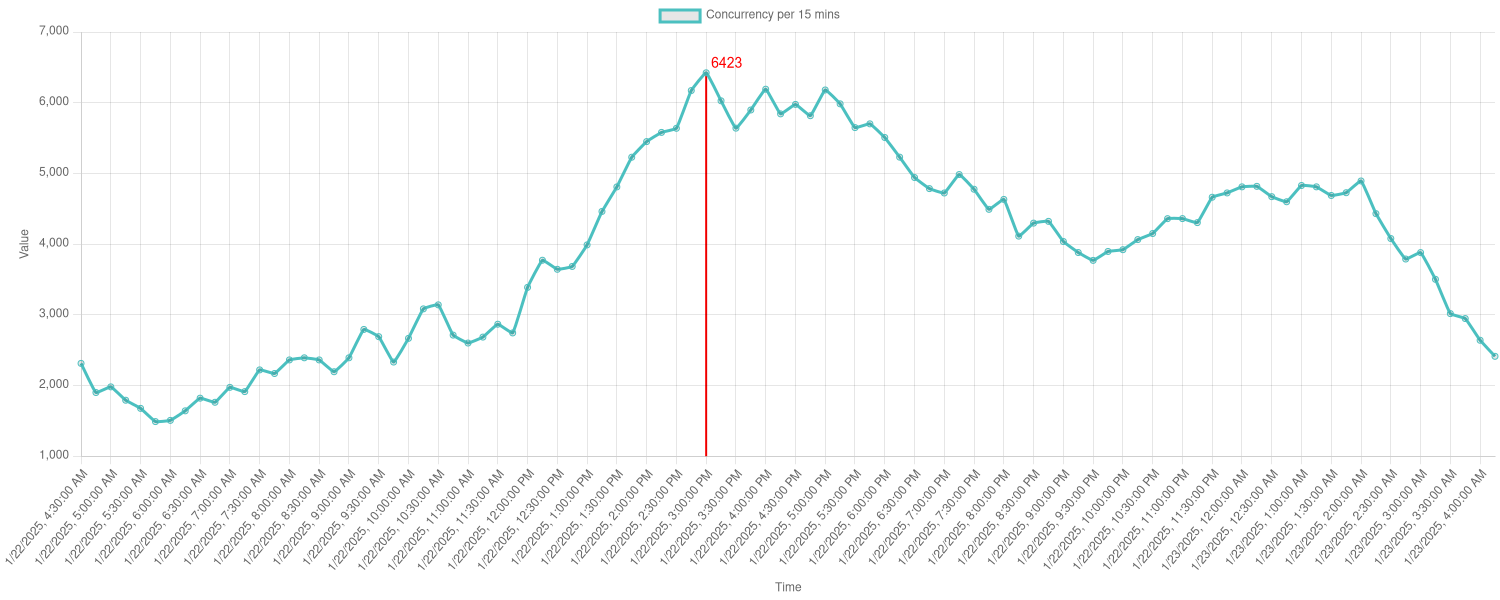 Concurrency per 15 mins
7,000
6,000
5,000
4,000
3,000
2,000
1,000
Value
6423
1/22/2025, 4:30:00 AM
1/22/2025, 5:00:00 AM
1/22/2025, 5:30:00 AM
1/22/2025, 6:00:00 AM
1/22/2025, 6:30:00 AM
1/22/2025, 7:00:00 AM
1/22/2025, 7:30:00 AM
1/22/2025, 8:00:00 AM
1/22/2025, 8:30:00 AM
1/22/2025, 9:00:00 AM
1/22/2025, 9:30:00 AM
1/22/2025, 10:00:00 AM
1/22/2025, 10:30:00 AM
1/22/2025, 11:00:00 AM
1/22/2025, 11:30:00 AM
1/22/2025, 12:00:00 PM
1/22/2025, 12:30:00 PM
1/22/2025, 1:00:00 PM
1/22/2025, 1:30:00 PM
1/22/2025, 2:00:00 PM
1/22/2025, 2:30:00 PM
1/22/2025, 3:00:00 PM
1/22/2025, 3:30:00 PM
1/22/2025, 4:00:00 PM
1/22/2025, 4:30:00 PM
1/22/2025, 5:00:00 PM
1/22/2025, 5:30:00 PM
1/22/2025, 6:00:00 PM
1/22/2025, 6:30:00 PM
1/22/2025, 7:00:00 PM
1/22/2025, 7:30:00 PM
1/22/2025, 8:00:00 PM
1/22/2025, 8:30:00 PM
1/22/2025, 9:00:00 PM
1/22/2025, 9:30:00 PM
1/22/2025, 10:00:00 PM
1/22/2025, 10:30:00 PM
1/22/2025, 11:00:00 PM
1/22/2025, 11:30:00 PM
1/23/2025, 12:00:00 AM
1/23/2025, 12:30:00 AM
1/23/2025, 1:00:00 AM
1/23/2025, 1:30:00 AM
1/23/2025, 2:00:00 AM
1/23/2025, 2:30:00 AM
1/23/2025, 3:00:00 AM
1/23/2025, 3:30:00 AM
1/23/2025, 4:00:00 AM
Time